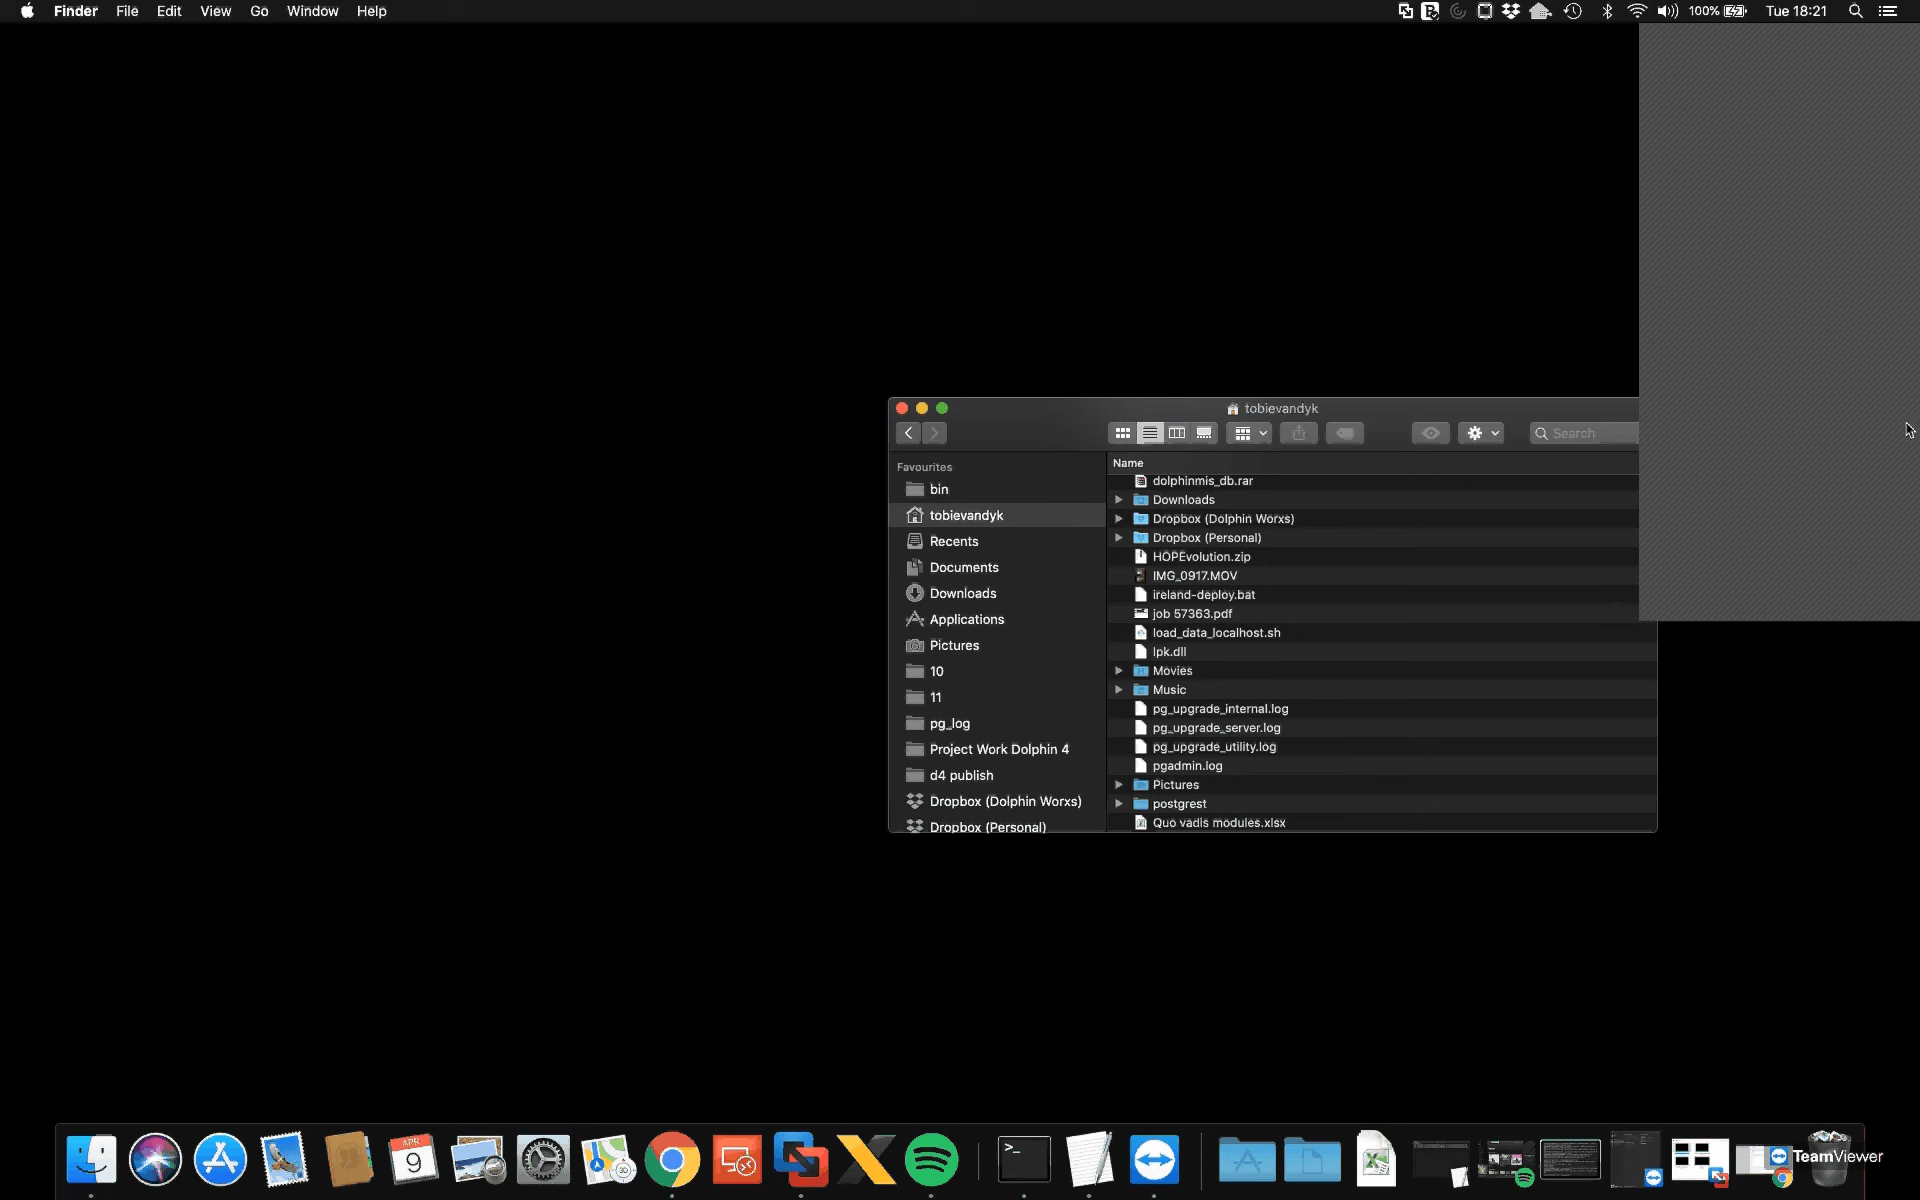 Finder File Edit View Go Window Help
100% Tue 18:21
tobievandyk
Search
Favourites
bin
tobievandyk
Recents
Documents
Downloads
Applications
Pictures
10
11
pg_log
Project Work Dolphin 4
d4 publish
Dropbox (Dolphin Worxs)
Dropbox (Personal)
Name
dolphinmis_db.rar
Downloads
Dropbox (Dolphin Worxs)
Dropbox (Personal)
HOPEvolution.zip
IMG_0917.MOV
ireland-deploy.bat
job 57363.pdf
load_data_localhost.sh
lpk.dll
Movies
Music
pg_upgrade_internal.log
pg_upgrade_server.log
pg_upgrade_utility.log
pgadmin.log
Pictures
postgrest
Quo vadis modules.xlsx
APR
9
3D
>_
TeamViewer